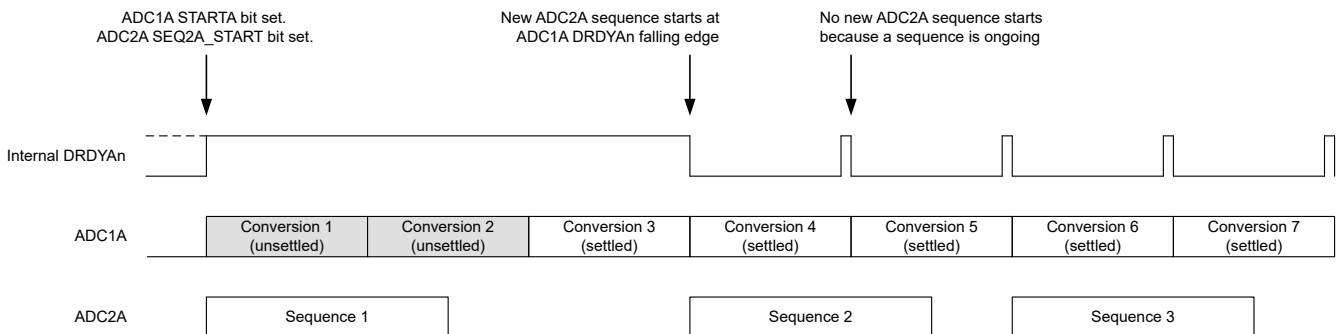 ADC1A STARTA bit set.
ADC2A SEQ2A_START bit set.
New ADC2A sequence starts at
ADC1A DRDYAn falling edge
No new ADC2A sequence starts
because a sequence is ongoing
Internal DRDYAn
ADC1A
Conversion 1
(unsettled)
Conversion 2
(unsettled)
Conversion 3
(settled)
Conversion 4
(settled)
Conversion 5
(settled)
Conversion 6
(settled)
Conversion 7
(settled)
ADC2A
Sequence 1
Sequence 2
Sequence 3